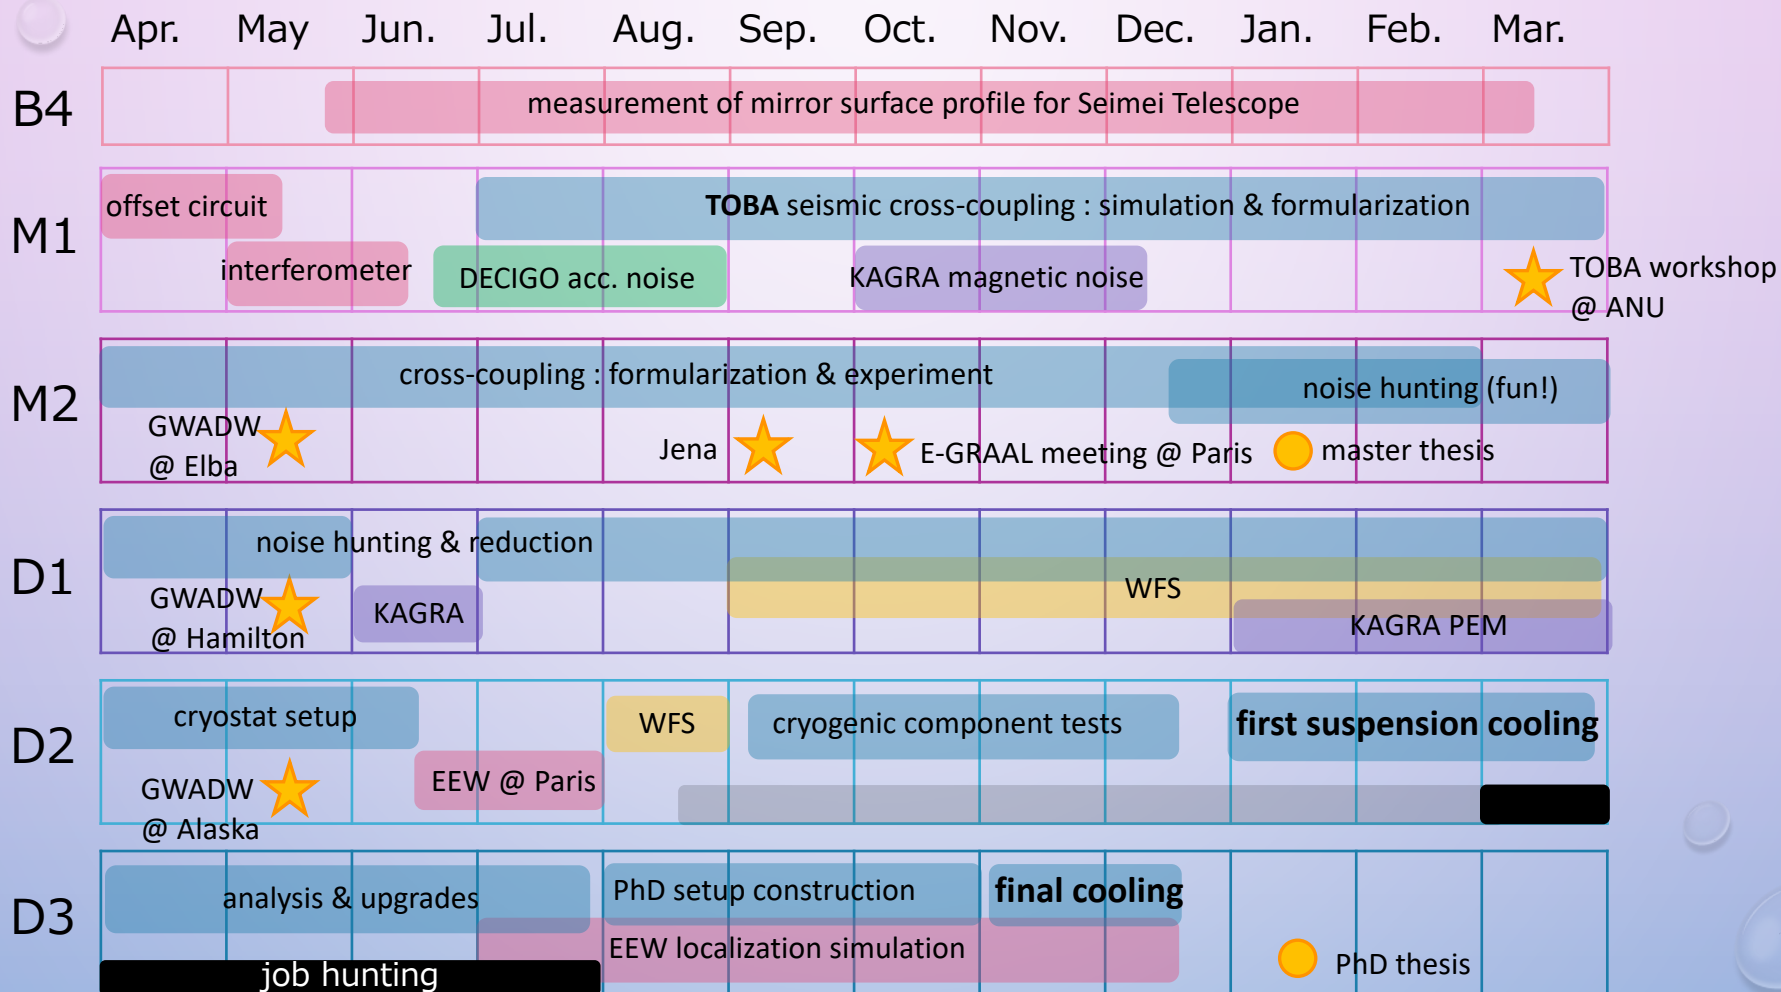 Apr. May Jun. Jul. Aug. Sep. Oct. Nov. Dec. Jan. Feb. Mar.
B4
measurement of mirror surface profile for Seimei Telescope
M1
offset circuit
TOBA seismic cross-coupling : simulation & formularization
interferometer
DECIGO acc. noise
KAGRA magnetic noise
TOBA workshop
@ ANU
M2
cross-coupling : formularization & experiment
noise hunting (fun!)
GWADW
@ Elba
Jena
E-GRAAL meeting @ Paris
master thesis
D1
noise hunting & reduction
WFS
GWADW
@ Hamilton
KAGRA
KAGRA PEM
D2
cryostat setup
WFS
cryogenic component tests
first suspension cooling
EEW @ Paris
GWADW
@ Alaska
D3
analysis & upgrades
PhD setup construction
final cooling
EEW localization simulation
PhD thesis
job hunting